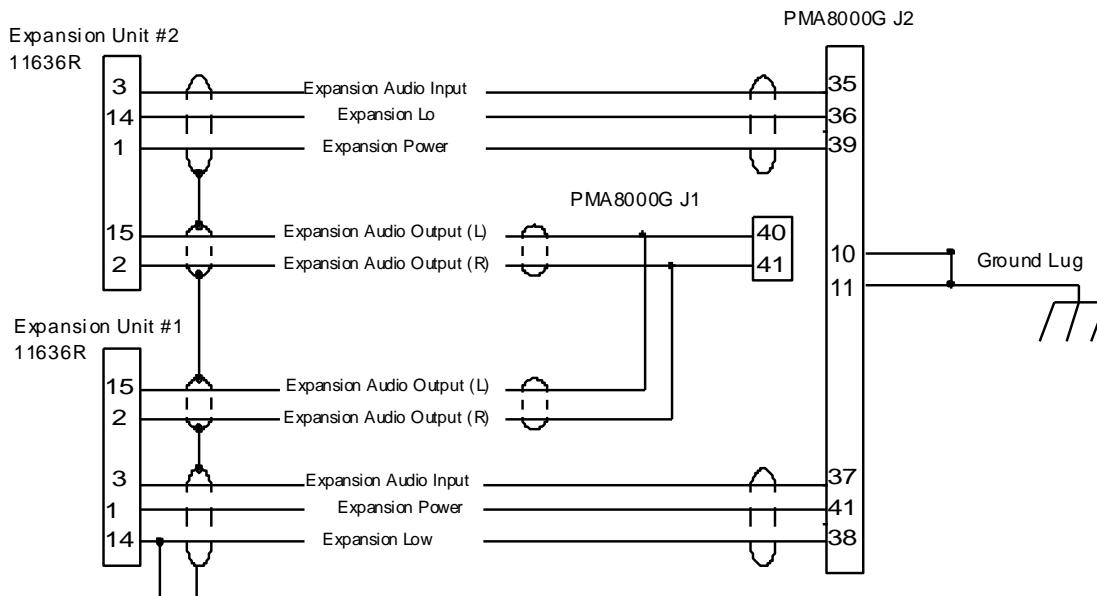 PMA8000G J2
Expansion Unit #2
11636R
3 Expansion Audio Input 35
14 Expansion Lo 36
1 Expansion Power 39
PMA8000G J1
15 Expansion Audio Output (L) 40
2 Expansion Audio Output (R) 41
10
Ground Lug
11
Expansion Unit #1
11636R
15 Expansion Audio Output (L)
2 Expansion Audio Output (R)
3 Expansion Audio Input 37
1 Expansion Power 41
14 Expansion Low 38